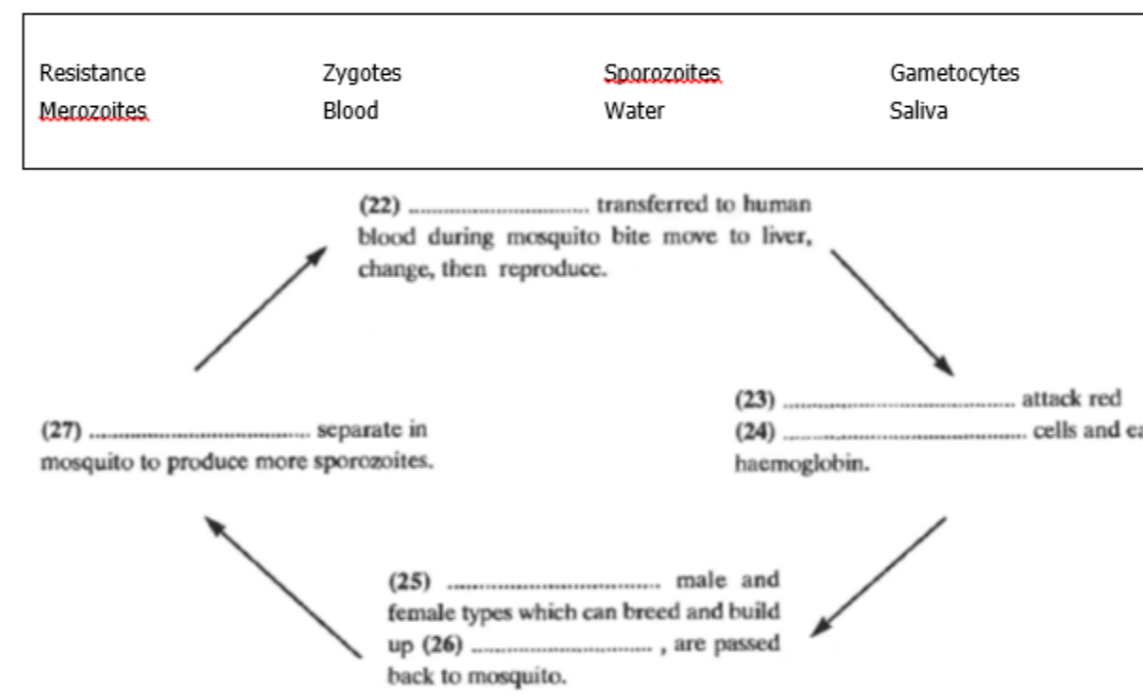 Resistance Zygotes Sporozoites Gametocytes
Merozoites Blood Water Saliva
(22) ................................ transferred to human
blood during mosquito bite move to liver,
change, then reproduce.
(23) ........................................ attack red
(24) ........................................ cells and
haemoglobin.
(27) ...................................... separate in
mosquito to produce more sporozoites.
(25) ..................................... male and
female types which can breed and build
up (26) ................................ , are passed
back to mosquito.